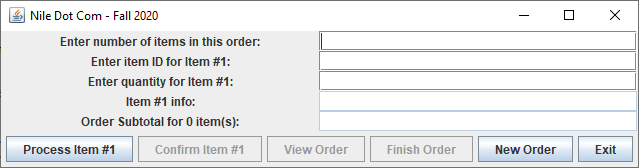 Nile Dot Com - Fall 2020
Enter number of items in this order:
Enter item ID for Item #1:
Enter quantity for Item #1:
Item #1 info:
Order Subtotal for 0 item(s):
Process Item #1 Confirm Item #1 View Order Finish Order New Order Exit